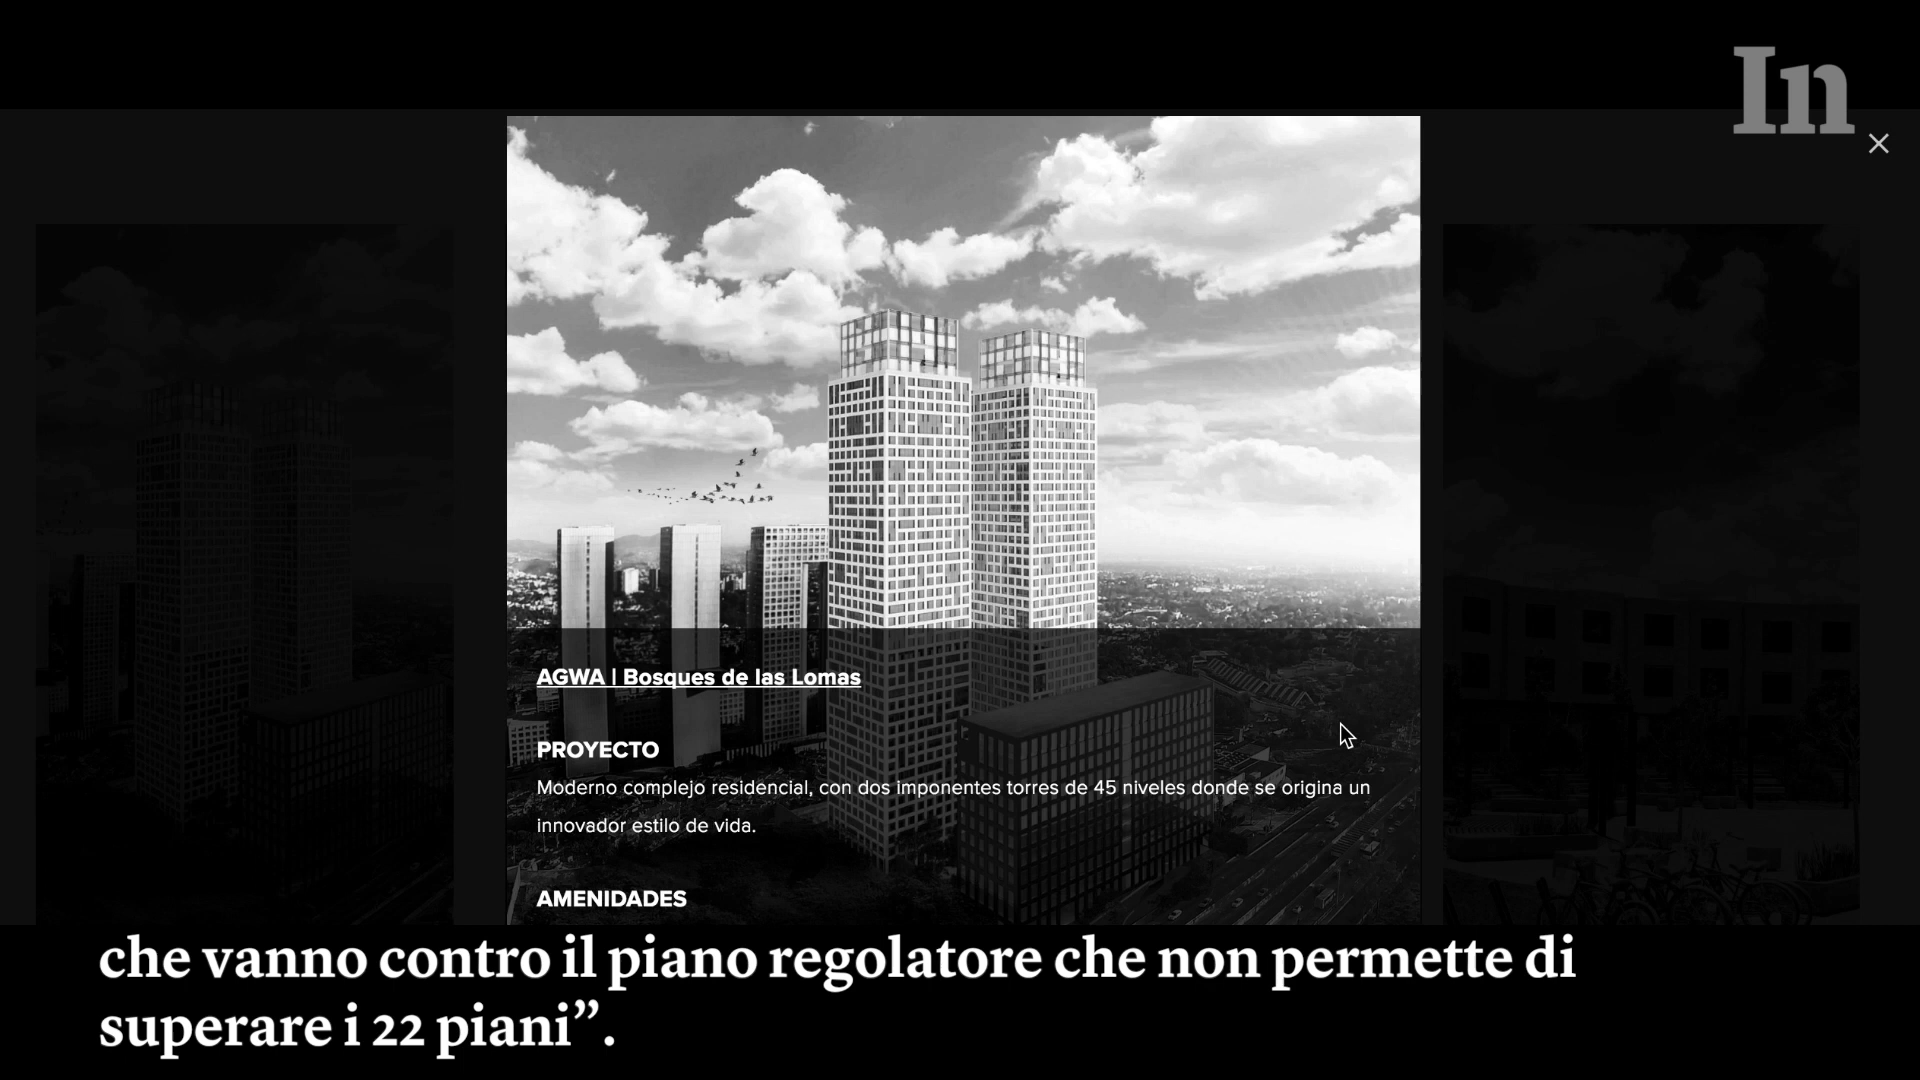 In
AGWA | Bosques de las Lomas
PROYECTO
Moderno complejo residencial, con dos imponentes torres de 45 niveles donde se origina un
innovador estilo de vida.
AMENIDADES
che vanno contro il piano regolatore che non permette di
superare i 22 piani”.